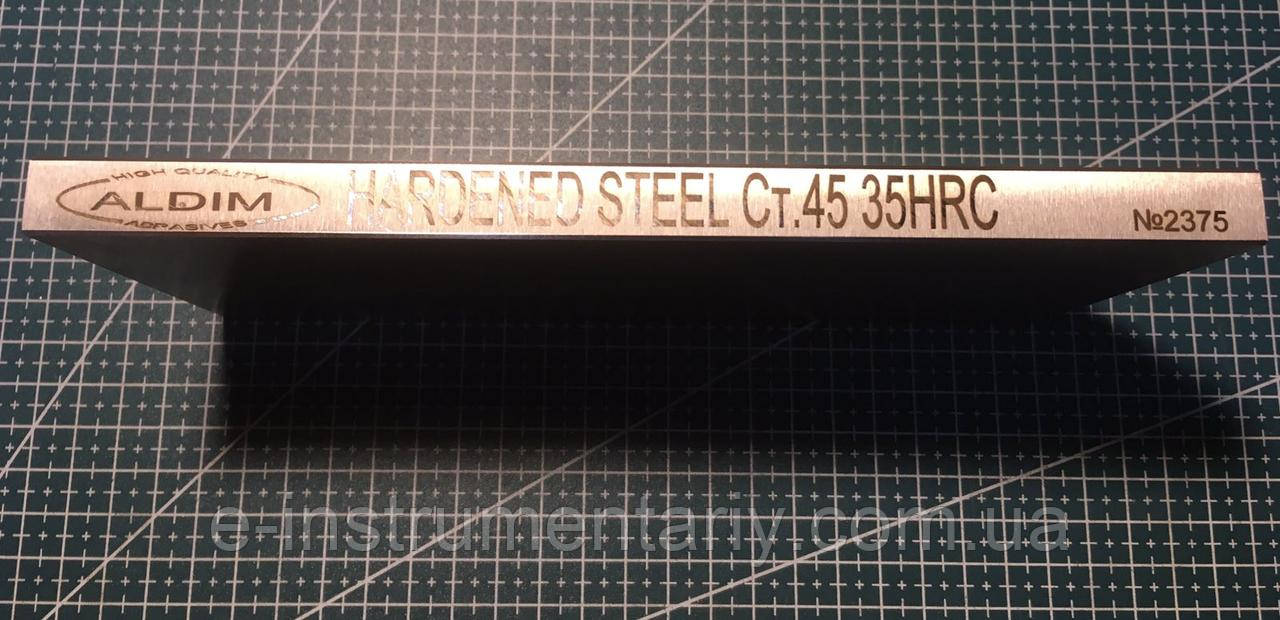 HIGH QUALITY
ALDIM
ABRASIVES
HARDENED STEEL Ст.45 35HRC
№2375
e-instrumentariy.com.ua